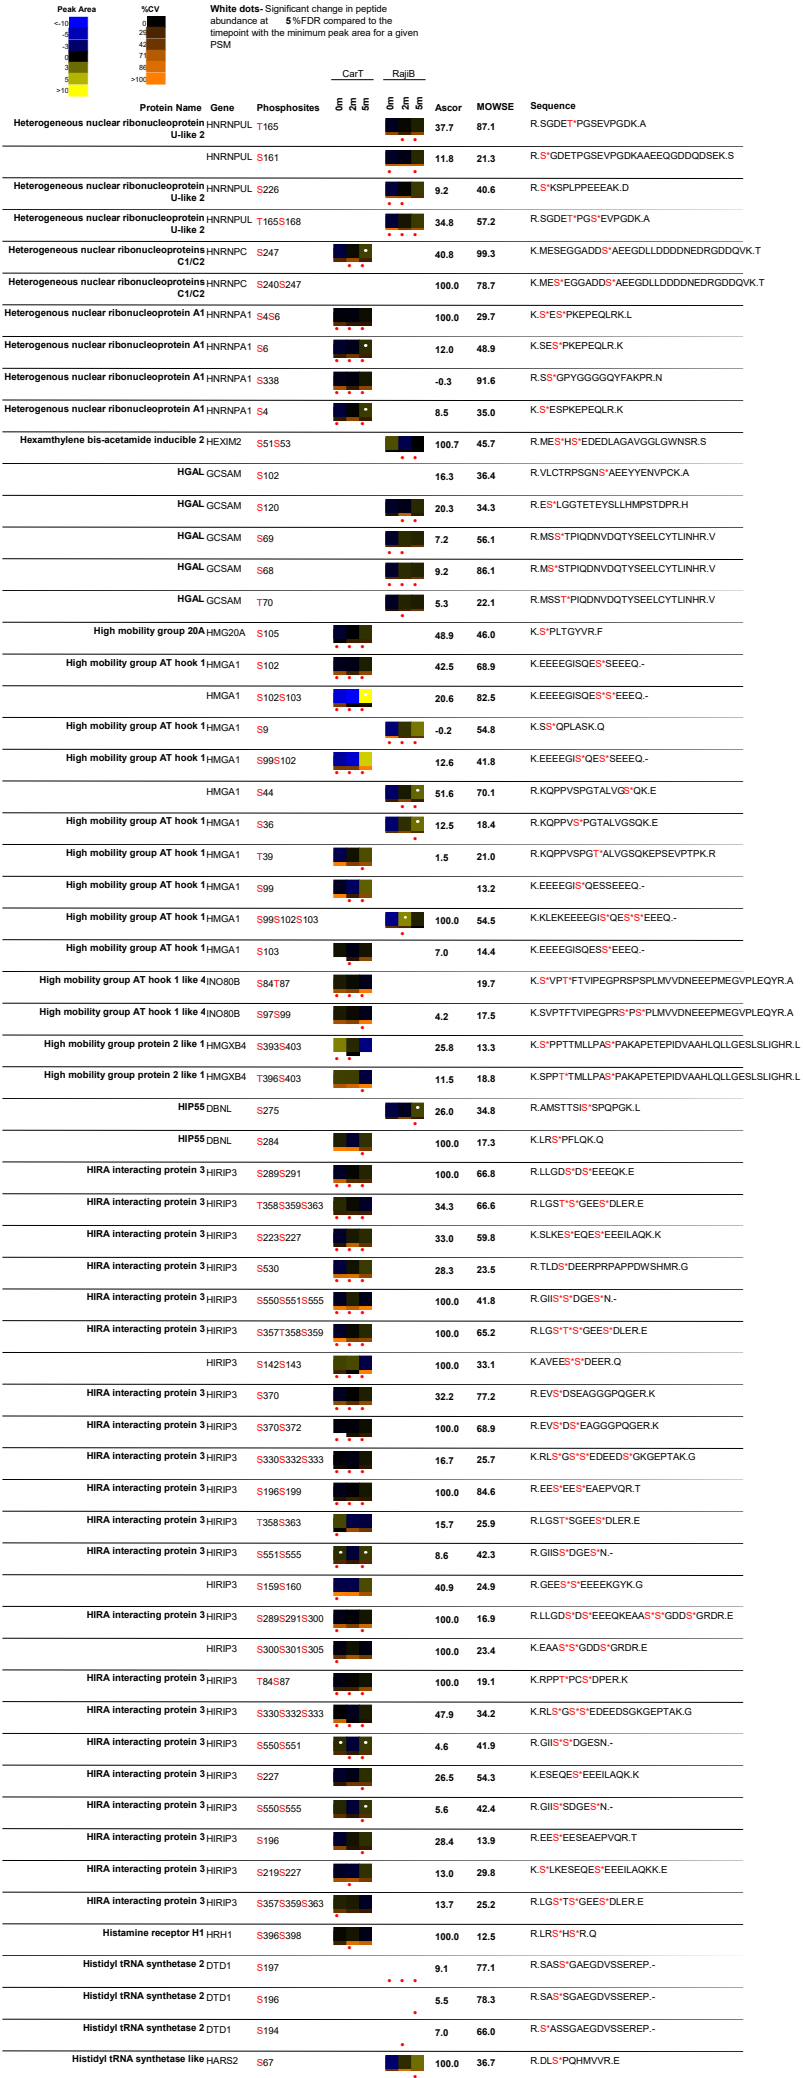 Peak Area
%CV
White dots- Significant change in peptide
abundance at 5 %FDR compared to the
timepoint with the minimum peak area for a given
PSM
<-10 0
-5 29
-3 42
0 71
3 86
5 >100
>10
CarT RajiB
Protein Name Gene Phosphosites 0m 2m 5m 0m 2m 5m Ascor MOWSE Sequence
Heterogeneous nuclear ribonucleoprotein U-like 2 HNRNPUL T165 37.7 87.1 R.SGDET*PGSEVPGDK.A
HNRNPUL S161 11.8 21.3 R.S*GDETPGSEVPGDKAAEEQGDDQDSEK.S
Heterogeneous nuclear ribonucleoprotein U-like 2 HNRNPUL S226 9.2 40.6 R.S*KSPLPPEEEAK.D
Heterogeneous nuclear ribonucleoprotein U-like 2 HNRNPUL T165S168 34.8 57.2 R.SGDET*PGS*EVPGDK.A
Heterogeneous nuclear ribonucleoproteins C1/C2 HNRNPC S247 40.8 99.3 K.MESEGGADDS*AEEGDLLDDDDNEDRGDDQVK.T
Heterogeneous nuclear ribonucleoproteins C1/C2 HNRNPC S240S247 100.0 78.7 K.MES*EGGADDS*AEEGDLLDDDDNEDRGDDQVK.T
Heterogenous nuclear ribonucleoprotein A1 HNRNPA1 S4S6 100.0 29.7 K.S*ES*PKEPEQLRK.L
Heterogenous nuclear ribonucleoprotein A1 HNRNPA1 S6 12.0 48.9 K.SES*PKEPEQLR.K
Heterogenous nuclear ribonucleoprotein A1 HNRNPA1 S338 -0.3 91.6 R.SS*GPYGGGGQYFAKPR.N
Heterogenous nuclear ribonucleoprotein A1 HNRNPA1 S4 8.5 35.0 K.S*ESPKEPEQLR.K
Hexamthylene bis-acetamide inducible 2 HEXIM2 S51S53 100.7 45.7 R.MES*HS*EDEDLAGAVGGLGWNSR.S
HGAL GCSAM S102 16.3 36.4 R.VLCTRPSGNS*AEEYYENVPCK.A
HGAL GCSAM S120 20.3 34.3 R.ES*LGGTETEYSLLHMPSTDPR.H
HGAL GCSAM S69 7.2 56.1 R.MSS*TPIQDNVDQTYSEELCYTLINHR.V
HGAL GCSAM S68 9.2 86.1 R.MS*STPIQDNVDQTYSEELCYTLINHR.V
HGAL GCSAM T70 5.3 22.1 R.MSST*PIQDNVDQTYSEELCYTLINHR.V
High mobility group 20A HMG20A S105 48.9 46.0 K.S*PLTGYVR.F
High mobility group AT hook 1 HMGA1 S102 42.5 68.9 K.EEEEGISQES*SEEEQ.-
HMGA1 S102S103 20.6 82.5 K.EEEEGISQES*S*EEEQ.-
High mobility group AT hook 1 HMGA1 S9 -0.2 54.8 K.SS*QPLASK.Q
High mobility group AT hook 1 HMGA1 S99S102 12.6 41.8 K.EEEEGIS*QES*SEEEQ.-
HMGA1 S44 51.6 70.1 R.KQPPVSPGTALVGS*QK.E
High mobility group AT hook 1 HMGA1 S36 12.5 18.4 R.KQPPVS*PGTALVGSQK.E
High mobility group AT hook 1 HMGA1 T39 1.5 21.0 R.KQPPVSPGT*ALVGSQKEPSEVPTPK.R
High mobility group AT hook 1 HMGA1 S99 13.2 K.EEEEGIS*QESSEEEQ.-
High mobility group AT hook 1 HMGA1 S99S102S103 100.0 54.5 K.KLEKEEEEGIS*QES*S*EEEQ.-
High mobility group AT hook 1 HMGA1 S103 7.0 14.4 K.EEEEGISQESS*EEEQ.-
High mobility group AT hook 1 like 4 INO80B S84T87 19.7 K.S*VPT*FTVIPEGPRSPSPLMVVDNEEEPMEGVPLEQYR.A
High mobility group AT hook 1 like 4 INO80B S97S99 4.2 17.5 K.SVPTFTVIPEGPRS*PS*PLMVVDNEEEPMEGVPLEQYR.A
High mobility group protein 2 like 1 HMGXB4 S393S403 25.8 13.3 K.S*PPTTMLLPAS*PAKAPETEPIDVAAHLQLLGESLSLIGHR.L
High mobility group protein 2 like 1 HMGXB4 T396S403 11.5 18.8 K.SPPT*TMLLPAS*PAKAPETEPIDVAAHLQLLGESLSLIGHR.L
HIP55 DBNL S275 26.0 34.8 R.AMSTTSIS*SPQPGK.L
HIP55 DBNL S284 100.0 17.3 K.LRS*PFLQK.Q
HIRA interacting protein 3 HIRIP3 S289S291 100.0 66.8 R.LLGDS*DS*EEEQK.E
HIRA interacting protein 3 HIRIP3 T358S359S363 34.3 66.6 R.LGST*S*GEES*DLER.E
HIRA interacting protein 3 HIRIP3 S223S227 33.0 59.8 K.SLKES*EQES*EEEILAQK.K
HIRA interacting protein 3 HIRIP3 S530 28.3 23.5 R.TLDS*DEERPRPAPPDWSHMR.G
HIRA interacting protein 3 HIRIP3 S550S551S555 100.0 41.8 R.GIIS*S*DGES*N.-
HIRA interacting protein 3 HIRIP3 S357T358S359 100.0 65.2 R.LGS*T*S*GEES*DLER.E
HIRIP3 S142S143 100.0 33.1 K.AVEES*S*DEER.Q
HIRA interacting protein 3 HIRIP3 S370 32.2 77.2 R.EVS*DSEAGGGPQGER.K
HIRA interacting protein 3 HIRIP3 S370S372 100.0 68.9 R.EVS*DS*EAGGGPQGER.K
HIRA interacting protein 3 HIRIP3 S330S332S333 16.7 25.7 K.RLS*GS*S*EDEEDS*GKGEPTAK.G
HIRA interacting protein 3 HIRIP3 S196S199 100.0 84.6 R.EES*EES*EAEPVQR.T
HIRA interacting protein 3 HIRIP3 T358S363 15.7 25.9 R.LGST*SGEES*DLER.E
HIRA interacting protein 3 HIRIP3 S551S555 8.6 42.3 R.GIISS*DGES*N.-
HIRIP3 S159S160 40.9 24.9 R.GEES*S*EEEEKGYK.G
HIRA interacting protein 3 HIRIP3 S289S291S300 100.0 16.9 R.LLGDS*DS*EEEQKEAAS*S*GDDS*GRDR.E
HIRIP3 S300S301S305 100.0 23.4 K.EAAS*S*GDDS*GRDR.E
HIRA interacting protein 3 HIRIP3 T84S87 100.0 19.1 K.RPPT*PCS*DPER.K
HIRA interacting protein 3 HIRIP3 S330S332S333 47.9 34.2 K.RLS*GS*S*EDEEDSGKGEPTAK.G
HIRA interacting protein 3 HIRIP3 S550S551 4.6 41.9 R.GIIS*S*DGESN.-
HIRA interacting protein 3 HIRIP3 S227 26.5 54.3 K.ESEQES*EEEILAQK.K
HIRA interacting protein 3 HIRIP3 S550S555 5.6 42.4 R.GIIS*SDGES*N.-
HIRA interacting protein 3 HIRIP3 S196 28.4 13.9 R.EES*EESEAEPVQR.T
HIRA interacting protein 3 HIRIP3 S219S227 13.0 29.8 K.S*LKESEQES*EEEILAQKK.E
HIRA interacting protein 3 HIRIP3 S357S359S363 13.7 25.2 R.LGS*TS*GEES*DLER.E
Histamine receptor H1 HRH1 S396S398 100.0 12.5 R.LRS*HS*R.Q
Histidyl tRNA synthetase 2 DTD1 S197 9.1 77.1 R.SASS*GAEGDVSSEREP.-
Histidyl tRNA synthetase 2 DTD1 S196 5.5 78.3 R.SAS*SGAEGDVSSEREP.-
Histidyl tRNA synthetase 2 DTD1 S194 7.0 66.0 R.S*ASSGAEGDVSSEREP.-
Histidyl tRNA synthetase like HARS2 S67 100.0 36.7 R.DLS*PQHMVVR.E